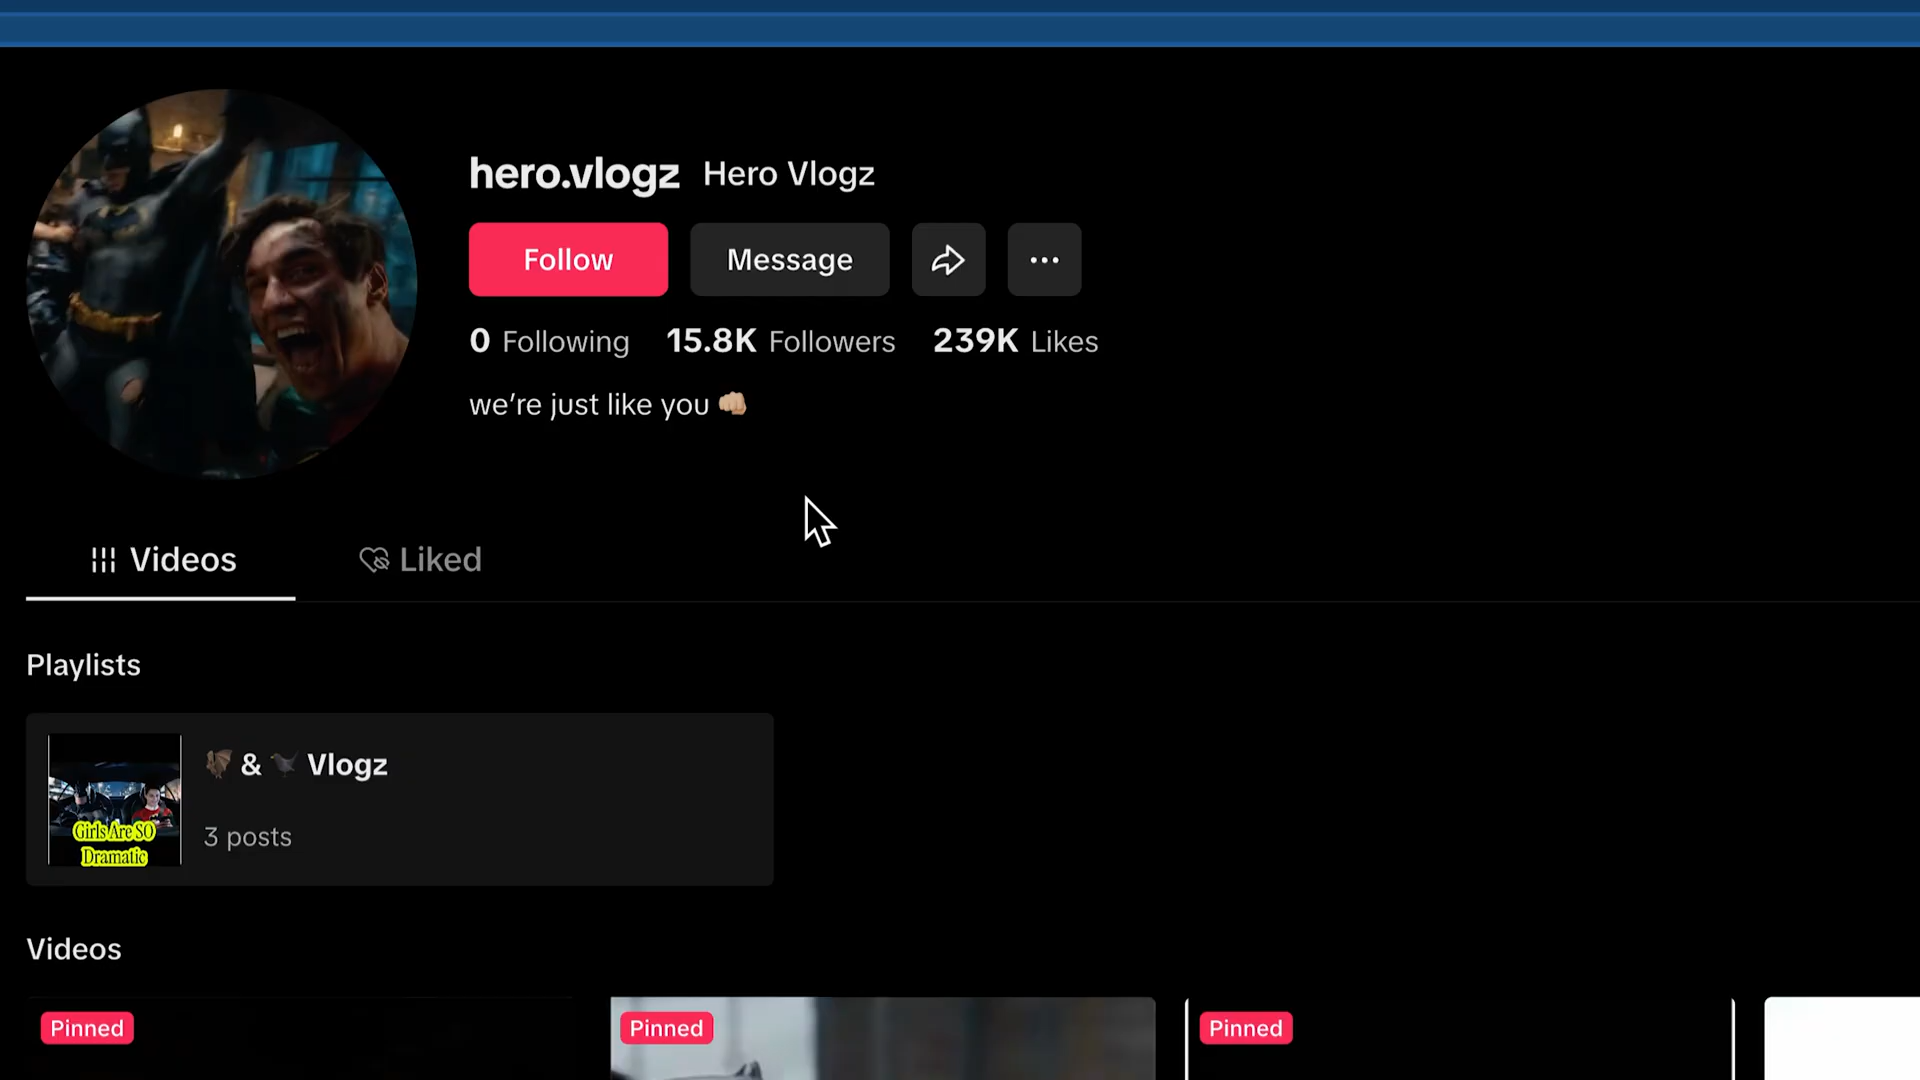 hero.vlogz Hero Vlogz
Follow Message
0 Following 15.8K Followers 239K Likes
we’re just like you 👊🏼
Videos Liked
Playlists
🦇 & 🐦‍⬛ Vlogz
3 posts
Girls Are SO
Dramatic
Videos
Pinned Pinned Pinned